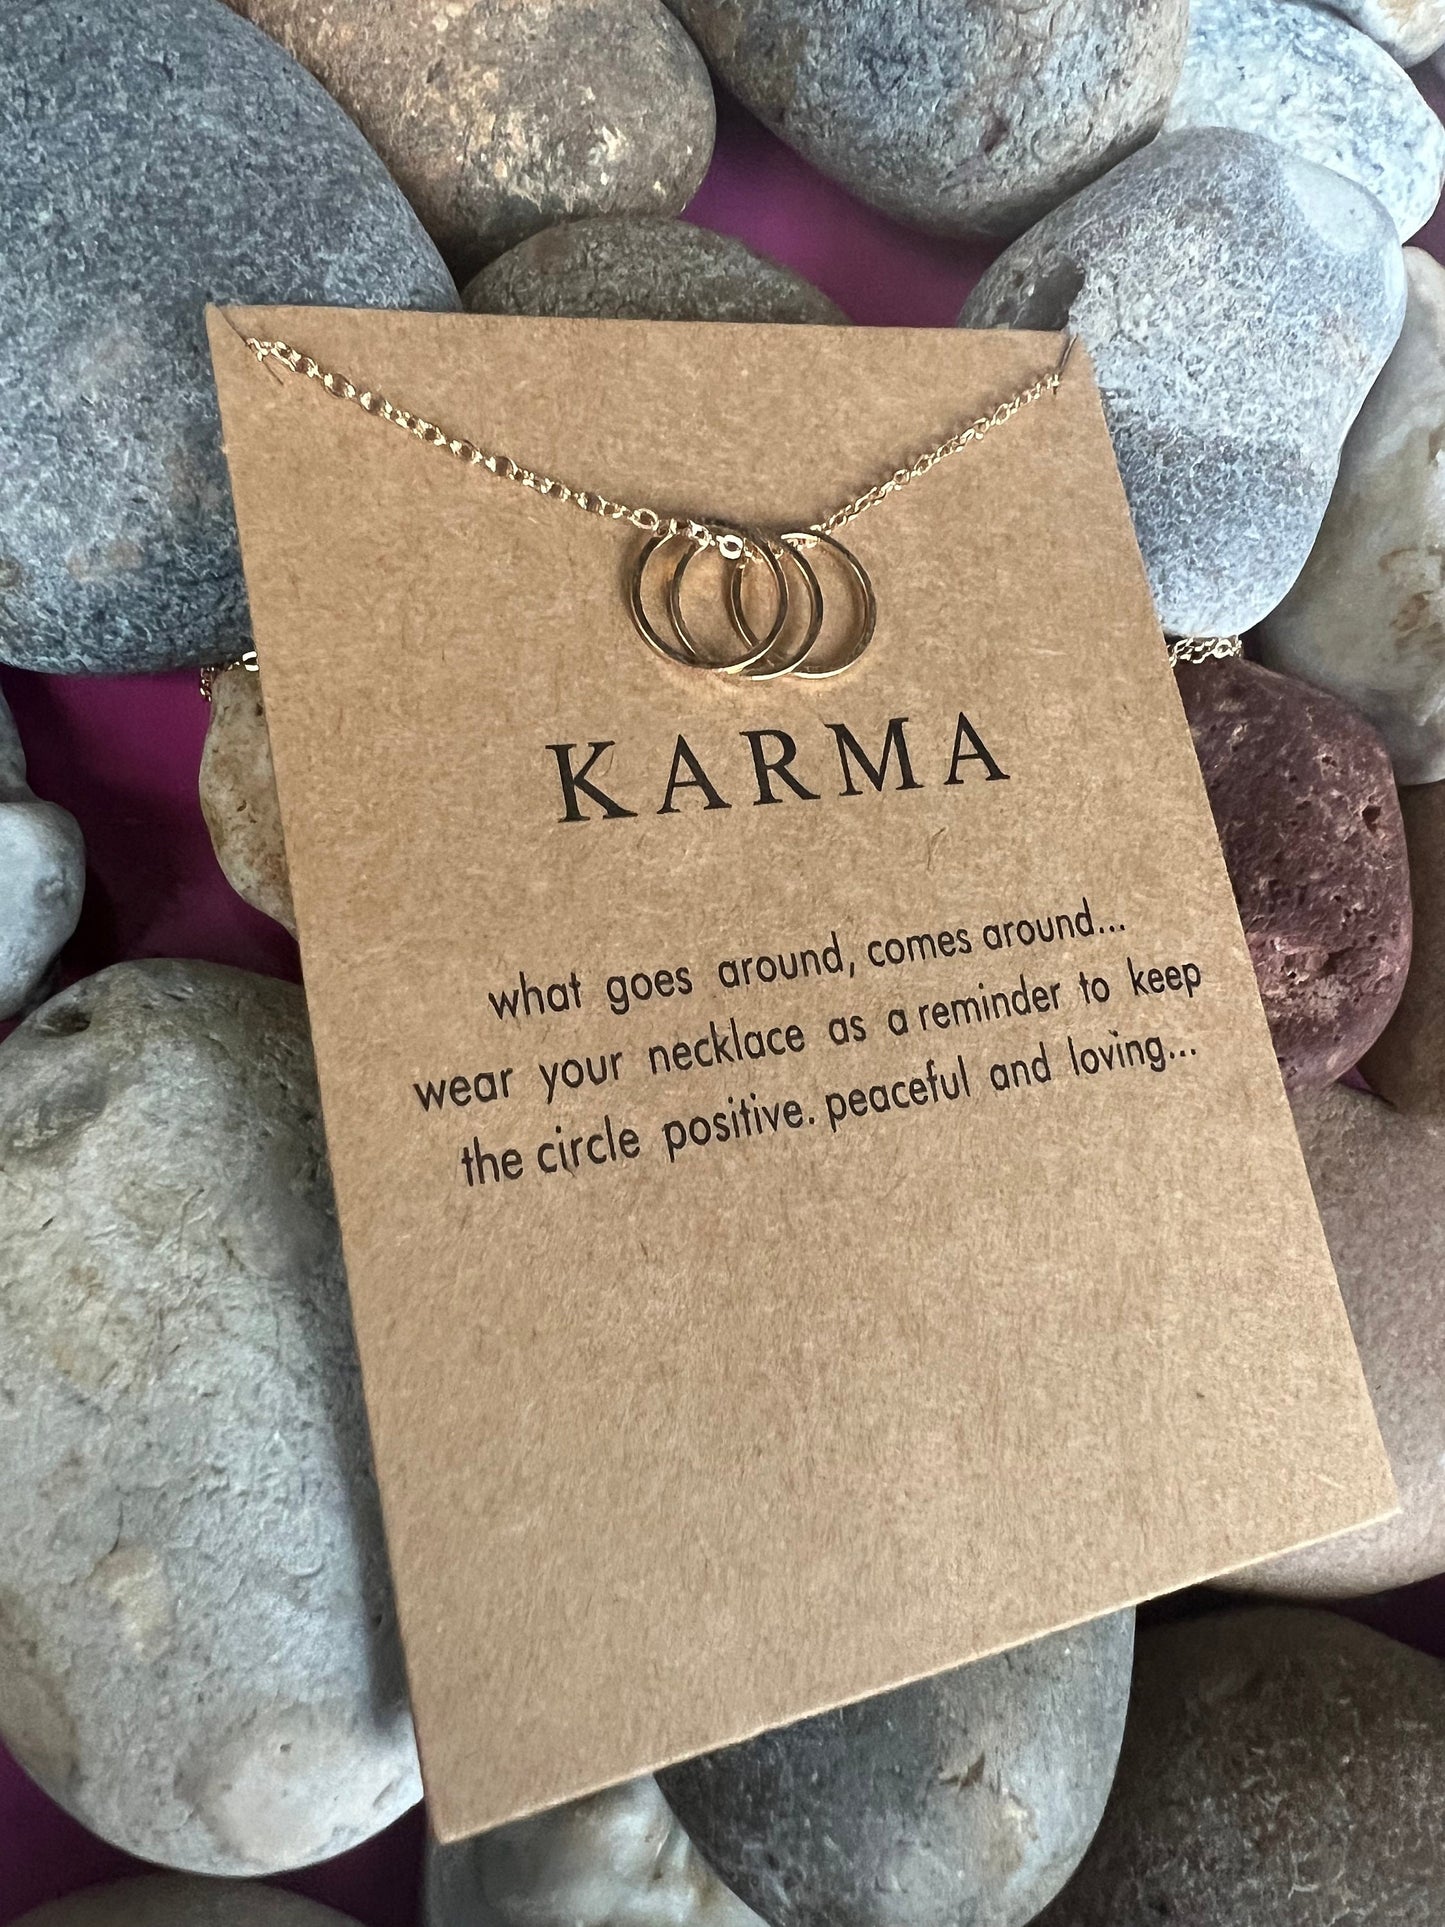 KARMA
what goes around, comes around...
wear your necklace as a reminder to keep
the circle positive. peaceful and loving...